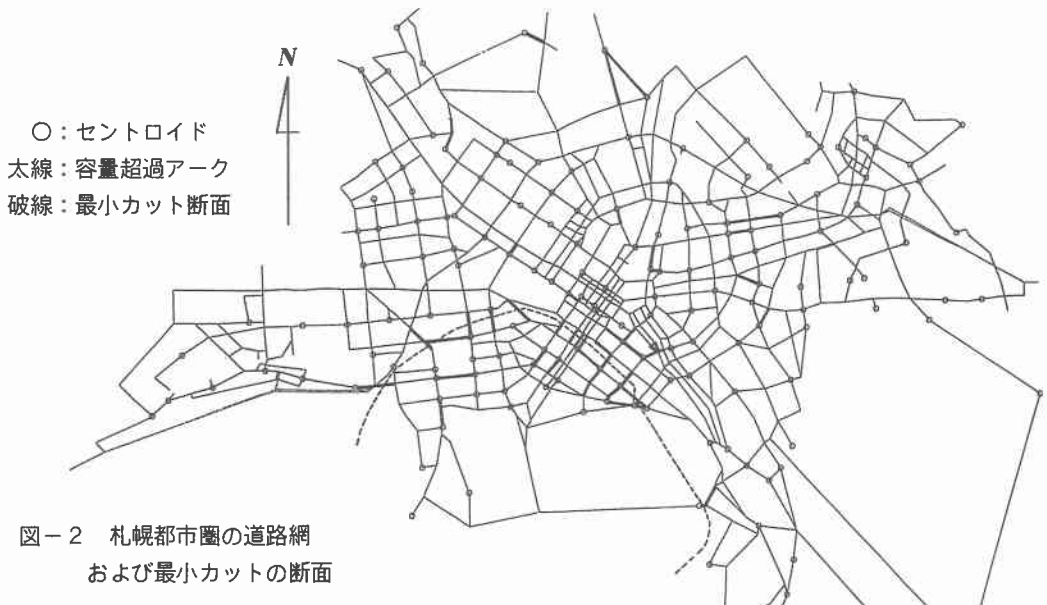 N
○：セントロイド
太線：容量超過アーク
破線：最小カット断面
図－2　札幌都市圏の道路網
および最小カットの断面